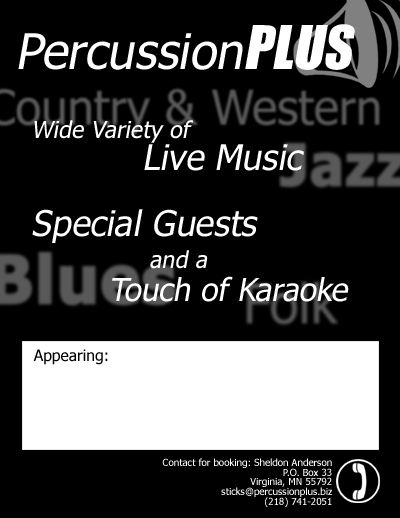 PercussionPLUS
Country & Western
Wide Variety of
Live Music
Jazz
Special Guests
and a
Blues
Touch of Karaoke
Folk
Appearing:
Contact for booking: Sheldon Anderson
P.O. Box 33
Virginia, MN 55792
sticks@percussionplus.biz
(218) 741-2051